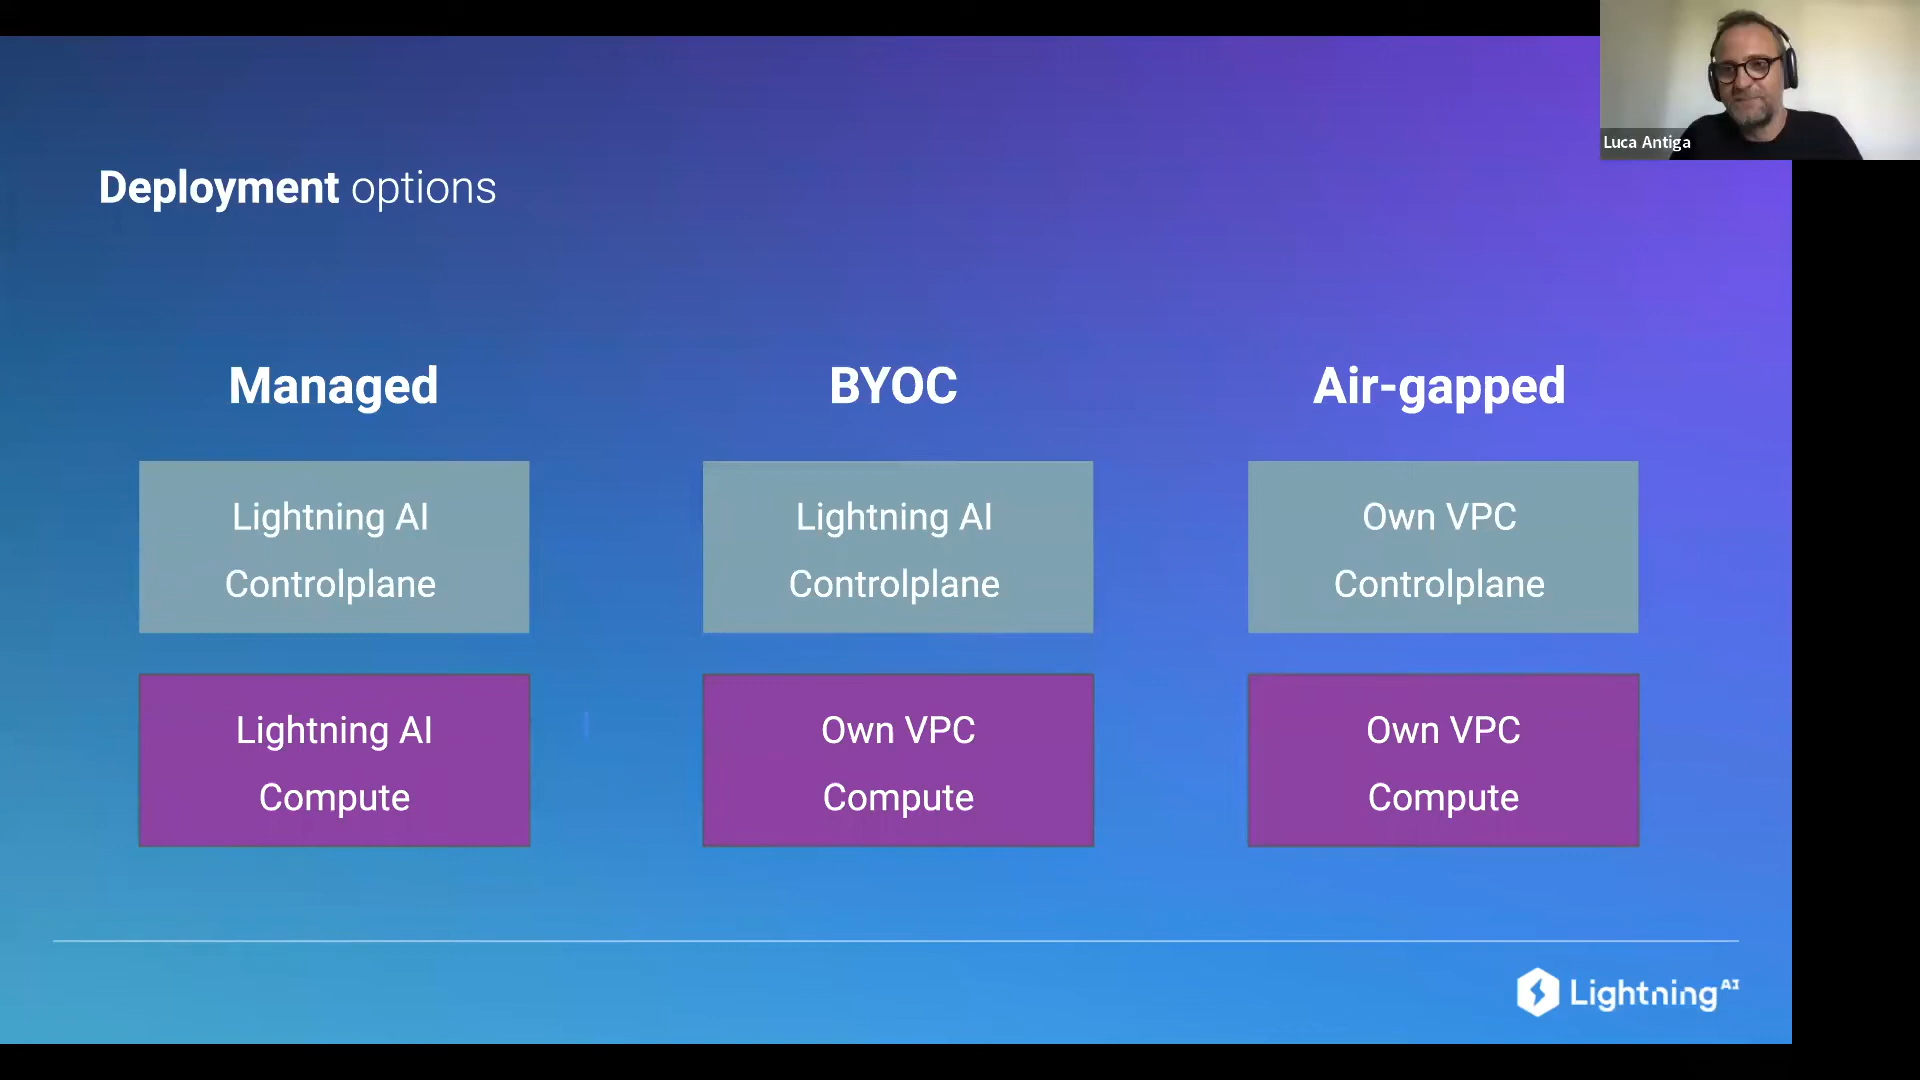 Luca Antiga
Deployment options
Managed
BYOC
Air-gapped
Lightning AI
Controlplane
Lightning AI
Controlplane
Own VPC
Controlplane
Lightning AI
Compute
Own VPC
Compute
Own VPC
Compute
Lightning AI